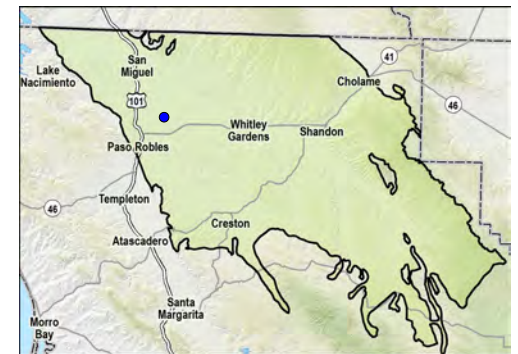 San
Miguel
Lake
Nacimiento
41
Cholame
101
46
Whitley
Gardens
Shandon
Paso Robles
Templeton
46
Creston
Atascadero
Santa
Margarita
Morro
Bay